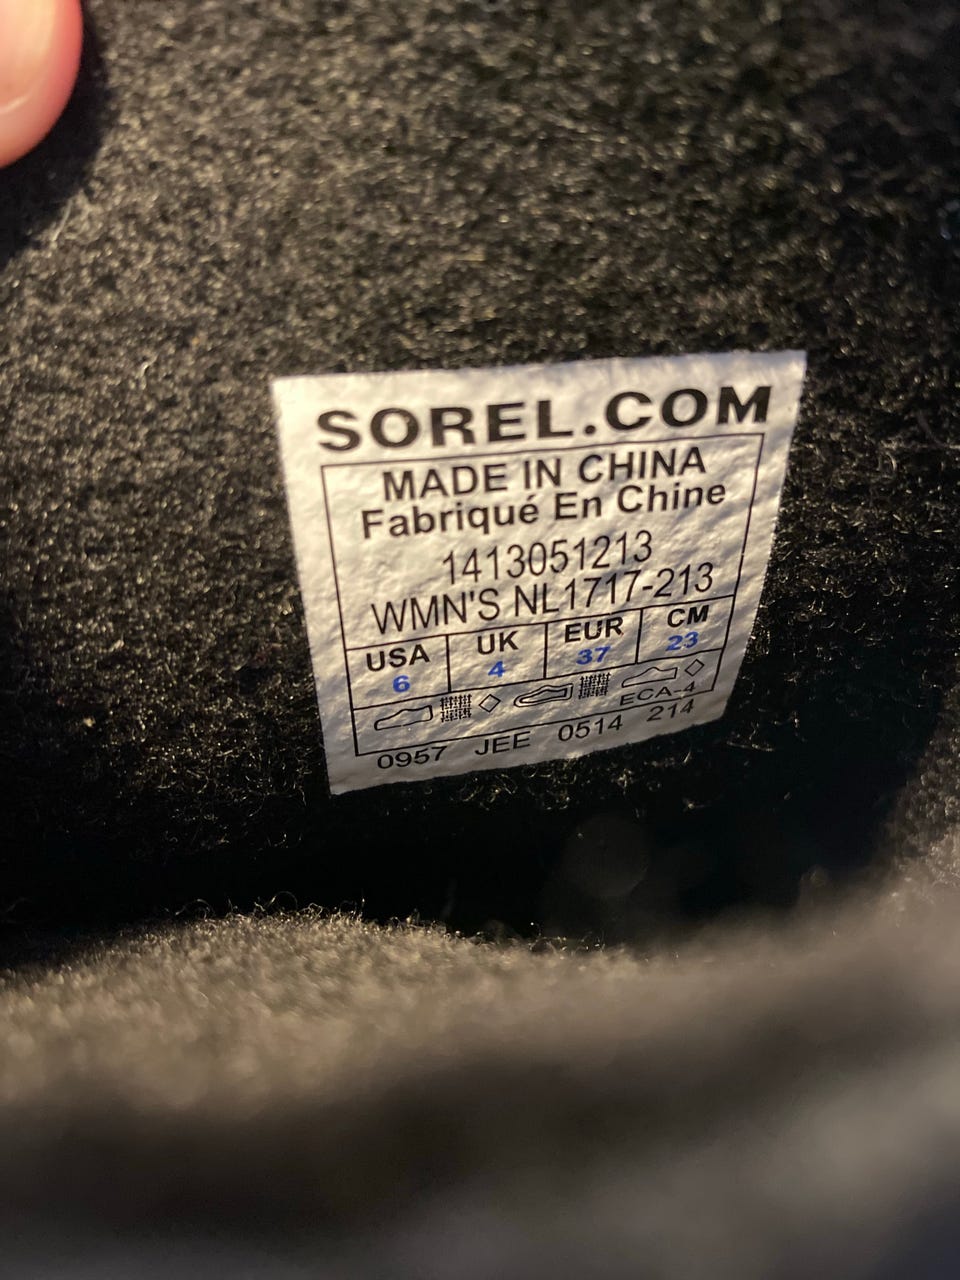 SOREL.COM
MADE IN CHINA
Fabriqué En Chine
1413051213
WMN'S NL1717-213
USA UK EUR CM
6 4 37 23
ECA-4
0957 JEE 0514 214